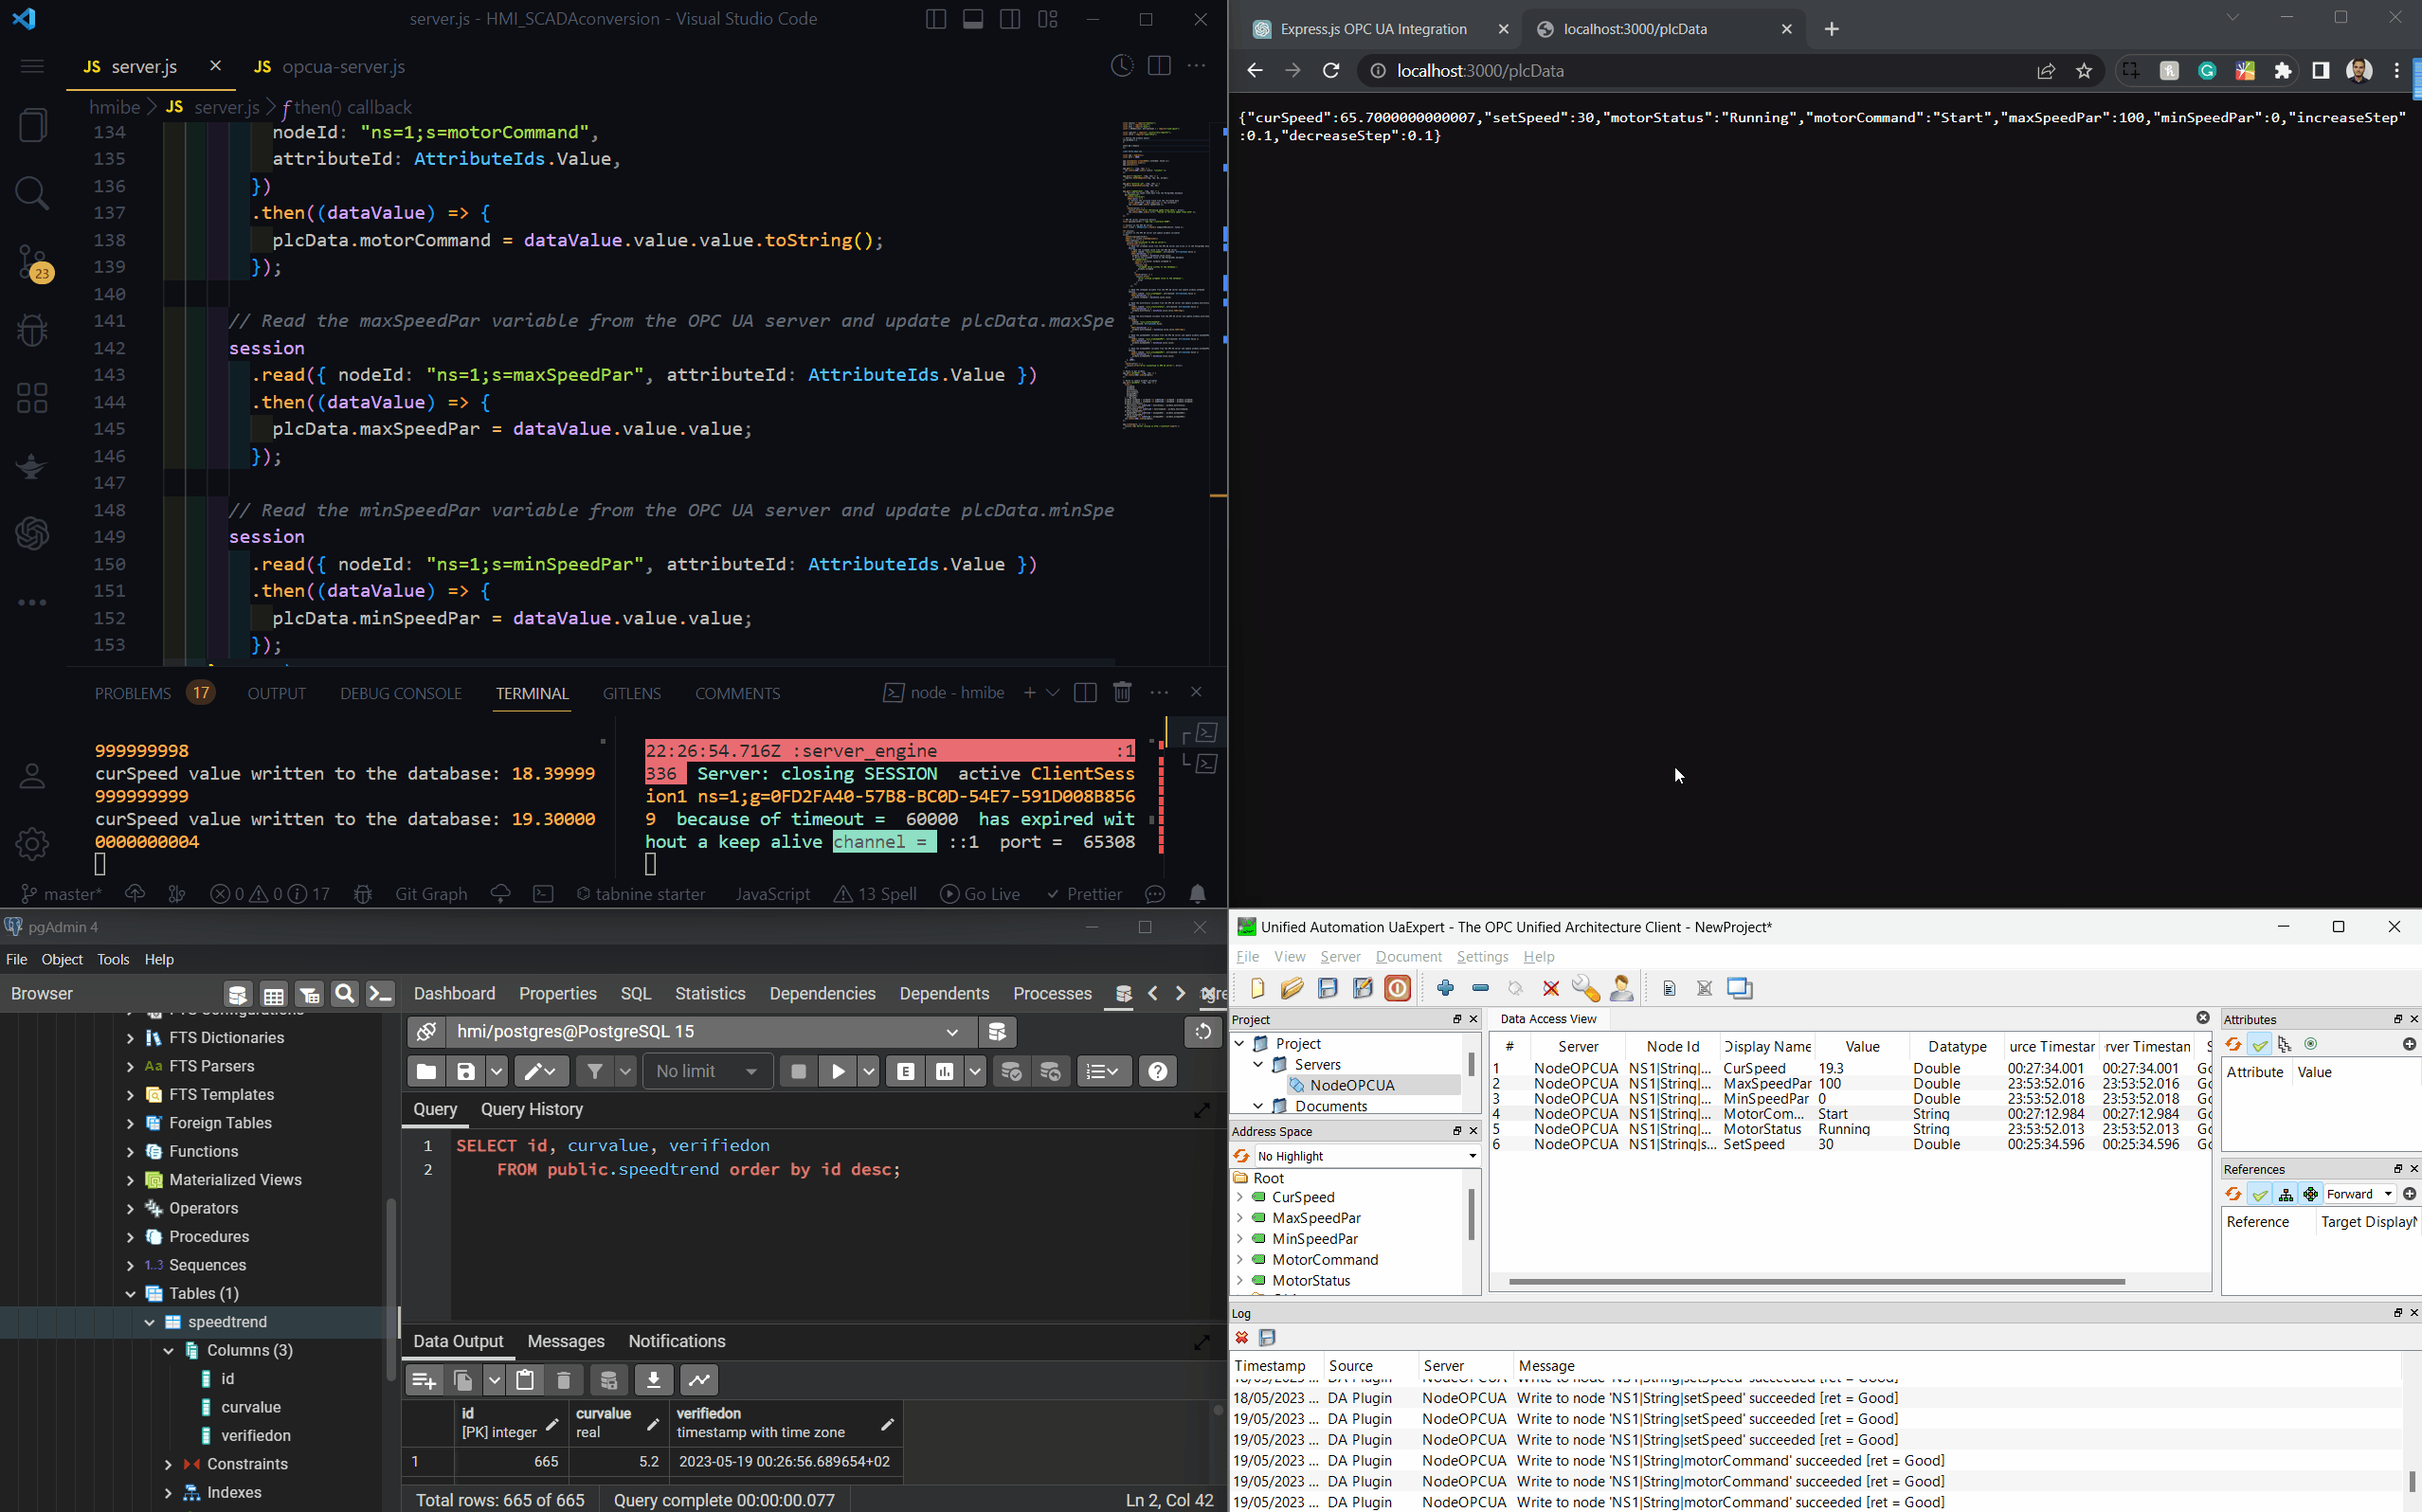 server.js - HMI_SCADAconversion - Visual Studio Code
JS server.js
JS opcua-server.js
hmibe > JS server.js > then() callback
134 nodeId: "ns=1;s=motorCommand",
135 attributeId: AttributeIds.Value,
136 })
137 .then((dataValue) => {
138 plcData.motorCommand = dataValue.value.value.toString();
139 });
140
141 // Read the maxSpeedPar variable from the OPC UA server and update plcData.maxSpe
142 session
143 .read({ nodeId: "ns=1;s=maxSpeedPar", attributeId: AttributeIds.Value })
144 .then((dataValue) => {
145 plcData.maxSpeedPar = dataValue.value.value;
146 });
147
148 // Read the minSpeedPar variable from the OPC UA server and update plcData.minSpe
149 session
150 .read({ nodeId: "ns=1;s=minSpeedPar", attributeId: AttributeIds.Value })
151 .then((dataValue) => {
152 plcData.minSpeedPar = dataValue.value.value;
153 });
23
PROBLEMS 17 OUTPUT DEBUG CONSOLE TERMINAL GITLENS COMMENTS node - hmibe
999999998
curSpeed value written to the database: 18.39999
999999999
curSpeed value written to the database: 19.30000
0000000004
22:26:54.716Z :server_engine :1
336 Server: closing SESSION active ClientSess
ion1 ns=1;g=0FD2FA40-57B8-BC0D-54E7-591D008B856
9 because of timeout = 60000 has expired wit
hout a keep alive channel = ::1 port = 65308
master* 0 0 17 Git Graph tabnine starter JavaScript 13 Spell Go Live Prettier
Express.js OPC UA Integration
localhost:3000/plcData
localhost:3000/plcData
{"curSpeed":65.7000000000007,"setSpeed":30,"motorStatus":"Running","motorCommand":"Start","maxSpeedPar":100,"minSpeedPar":0,"increaseStep"
:0.1,"decreaseStep":0.1}
pgAdmin 4
File Object Tools Help
Browser
Dashboard Properties SQL Statistics Dependencies Dependents Processes
FTS Dictionaries
FTS Parsers
FTS Templates
Foreign Tables
Functions
Materialized Views
Operators
Procedures
1..3 Sequences
Tables (1)
speedtrend
Columns (3)
id
curvalue
verifiedon
Constraints
Indexes
hmi/postgres@PostgreSQL 15
No limit
Query Query History
1 SELECT id, curvalue, verifiedon
2 FROM public.speedtrend order by id desc;
Data Output Messages Notifications
id
[PK] integer
curvalue
real
verifiedon
timestamp with time zone
1 665 5.2 2023-05-19 00:26:56.689654+02
Total rows: 665 of 665 Query complete 00:00:00.077 Ln 2, Col 42
Unified Automation UaExpert - The OPC Unified Architecture Client - NewProject*
File View Server Document Settings Help
Project
Project
Servers
NodeOPCUA
Documents
Address Space
No Highlight
Root
CurSpeed
MaxSpeedPar
MinSpeedPar
MotorCommand
MotorStatus
Data Access View
# Server Node Id Display Name Value Datatype urce Timestar rver Timestan
1 NodeOPCUA NS1|String|... CurSpeed 19.3 Double 00:27:34.001 00:27:34.001
2 NodeOPCUA NS1|String|... MaxSpeedPar 100 Double 23:53:52.016 23:53:52.016
3 NodeOPCUA NS1|String|... MinSpeedPar 0 Double 23:53:52.018 23:53:52.018
4 NodeOPCUA NS1|String|... MotorCom... Start String 00:27:12.984 00:27:12.984
5 NodeOPCUA NS1|String|... MotorStatus Running String 23:53:52.013 23:53:52.013
6 NodeOPCUA NS1|String|s... SetSpeed 30 Double 00:25:34.596 00:25:34.596
Attributes
Attribute Value
References
Forward
Reference Target Display
Log
Timestamp Source Server Message
18/05/2023 ... DA Plugin NodeOPCUA Write to node 'NS1|String|setSpeed' succeeded [ret = Good]
19/05/2023 ... DA Plugin NodeOPCUA Write to node 'NS1|String|setSpeed' succeeded [ret = Good]
19/05/2023 ... DA Plugin NodeOPCUA Write to node 'NS1|String|setSpeed' succeeded [ret = Good]
19/05/2023 ... DA Plugin NodeOPCUA Write to node 'NS1|String|motorCommand' succeeded [ret = Good]
19/05/2023 ... DA Plugin NodeOPCUA Write to node 'NS1|String|motorCommand' succeeded [ret = Good]
19/05/2023 ... DA Plugin NodeOPCUA Write to node 'NS1|String|motorCommand' succeeded [ret = Good]